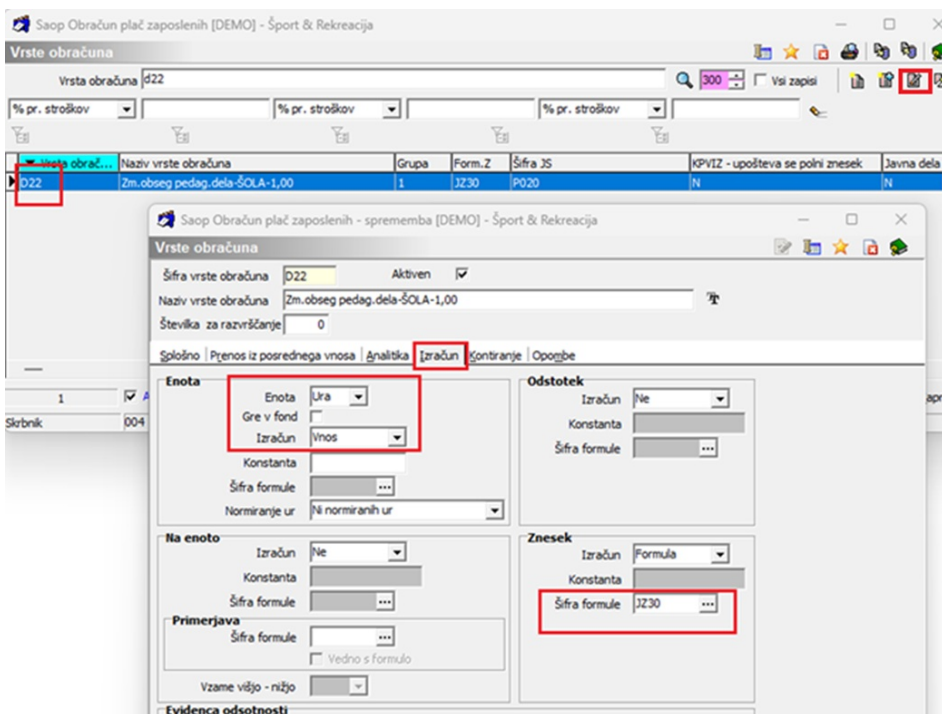 Saop Obračun plač zaposlenih [DEMO] - Šport & Rekreacija
Vrste obračuna
Vrsta obračuna d22 300 Vsi zapisi
% pr. stroškov % pr. stroškov % pr. stroškov
Vrsta obrač... Naziv vrste obračuna Grupa Form.Z Šifra JS KPVIZ - upošteva se polni znesek Javna dela
D22 Zm.obseg pedag.dela-ŠOLA-1,00 1 JZ30 P020 N N
Saop Obračun plač zaposlenih - sprememba [DEMO] - Šport & Rekreacija
Vrste obračuna
Šifra vrste obračuna D22 Aktiven
Naziv vrste obračuna Zm.obseg pedag.dela-ŠOLA-1,00
Številka za razvrščanje 0
Splošno Prenos iz posrednega vnosa Analitika Izračun Kontiranje Opombe
Enota
Enota Ura
Gre v fond
Izračun Vnos
Konstanta
Šifra formule
Normiranje ur Ni normiranih ur
Odstotek
Izračun Ne
Konstanta
Šifra formule
Na enoto
Izračun Ne
Konstanta
Šifra formule
Primerjava
Šifra formule
Vedno s formulo
Vzame višjo - nižjo
Znesek
Izračun Formula
Konstanta
Šifra formule JZ30
Evidenca odsotnosti
1
Skrbnik 004